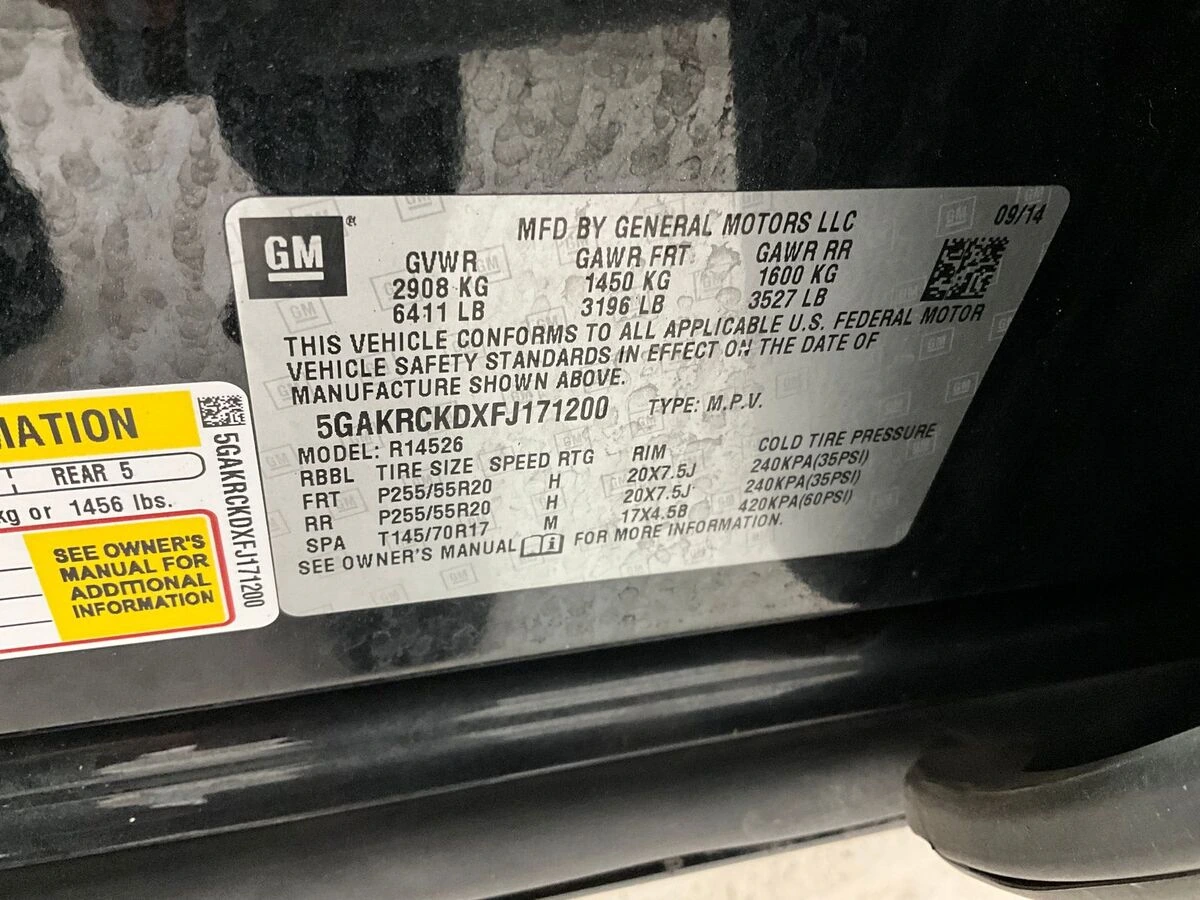 GM®
MFD BY GENERAL MOTORS LLC
09/14
GVWR GAWR FRT GAWR RR
2908 KG 1450 KG 1600 KG
6411 LB 3196 LB 3527 LB
THIS VEHICLE CONFORMS TO ALL APPLICABLE U.S. FEDERAL MOTOR
VEHICLE SAFETY STANDARDS IN EFFECT ON THE DATE OF
MANUFACTURE SHOWN ABOVE.
5GAKRCKDXFJ171200 TYPE: M.P.V.
MODEL: R14526
RBBL TIRE SIZE SPEED RTG RIM COLD TIRE PRESSURE
FRT P255/55R20 H 20X7.5J 240KPA(35PSI)
RR P255/55R20 H 20X7.5J 240KPA(35PSI)
SPA T145/70R17 M 17X4.5B 420KPA(60PSI)
SEE OWNER'S MANUAL FOR MORE INFORMATION.
MATION
REAR 5
kg or 1456 lbs.
SEE OWNER'S
MANUAL FOR
ADDITIONAL
INFORMATION
5GAKRCKDXFJ171200